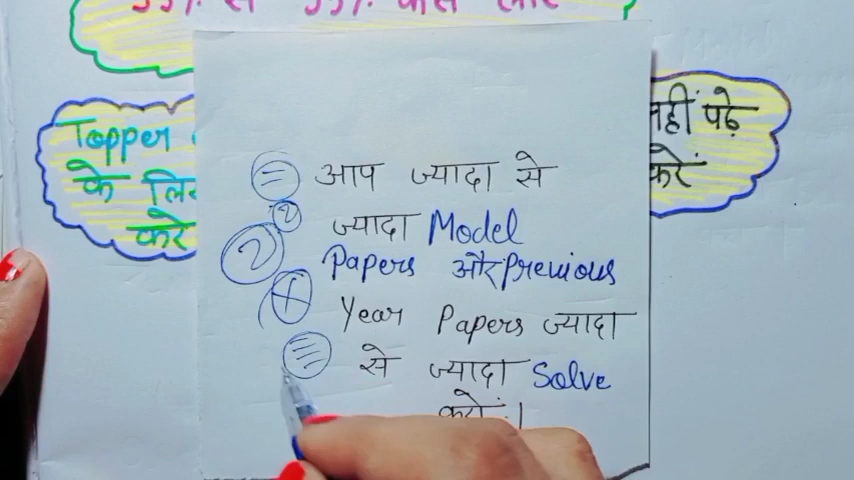 Topper
के लि
करे
नहीं पढ़े
करें
आप ज्यादा से
ज्यादा Model
Papers और Previous
Year Papers ज्यादा
से ज्यादा Solve
करो।